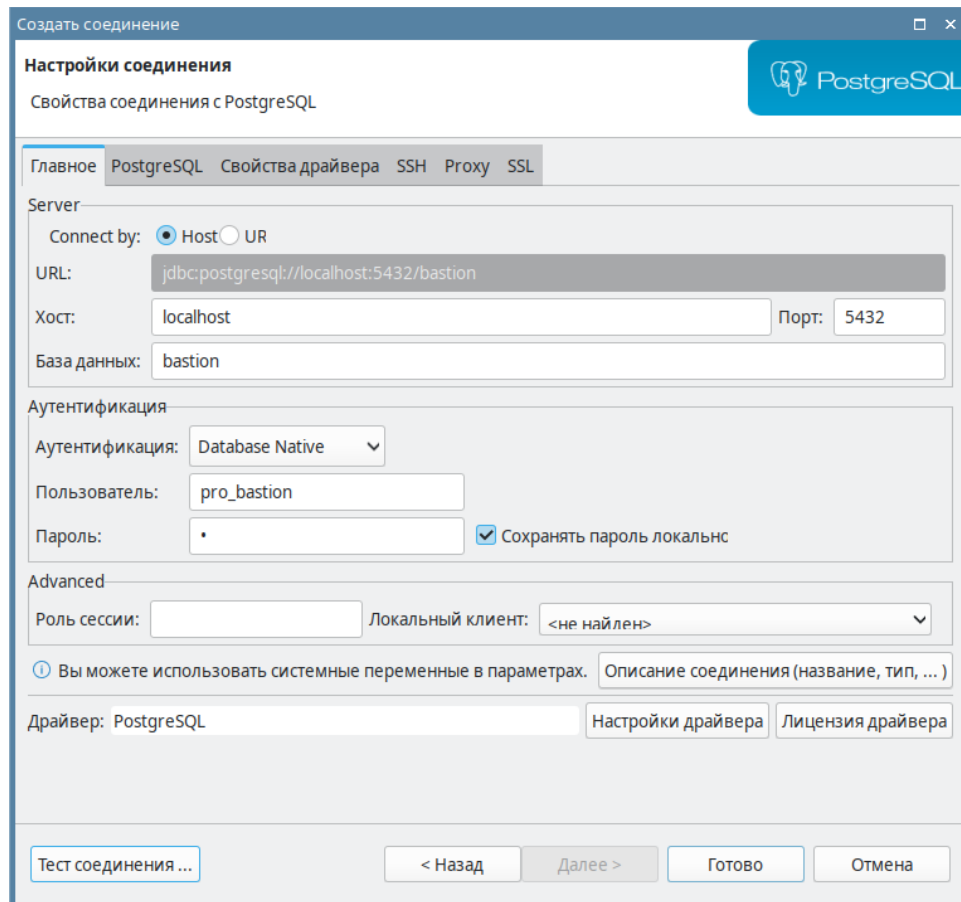 Создать соединение
Настройки соединения
Свойства соединения с PostgreSQL
PostgreSQL
Главное PostgreSQL Свойства драйвера SSH Proxy SSL
Server
Connect by: Host UR
URL: jdbc:postgresql://localhost:5432/bastion
Хост: localhost Порт: 5432
База данных: bastion
Аутентификация
Аутентификация: Database Native
Пользователь: pro_bastion
Пароль: • Сохранять пароль локально
Advanced
Роль сессии: Локальный клиент: <не найден>
Вы можете использовать системные переменные в параметрах. Описание соединения (название, тип, ... )
Драйвер: PostgreSQL Настройки драйвера Лицензия драйвера
Тест соединения ... < Назад Далее > Готово Отмена